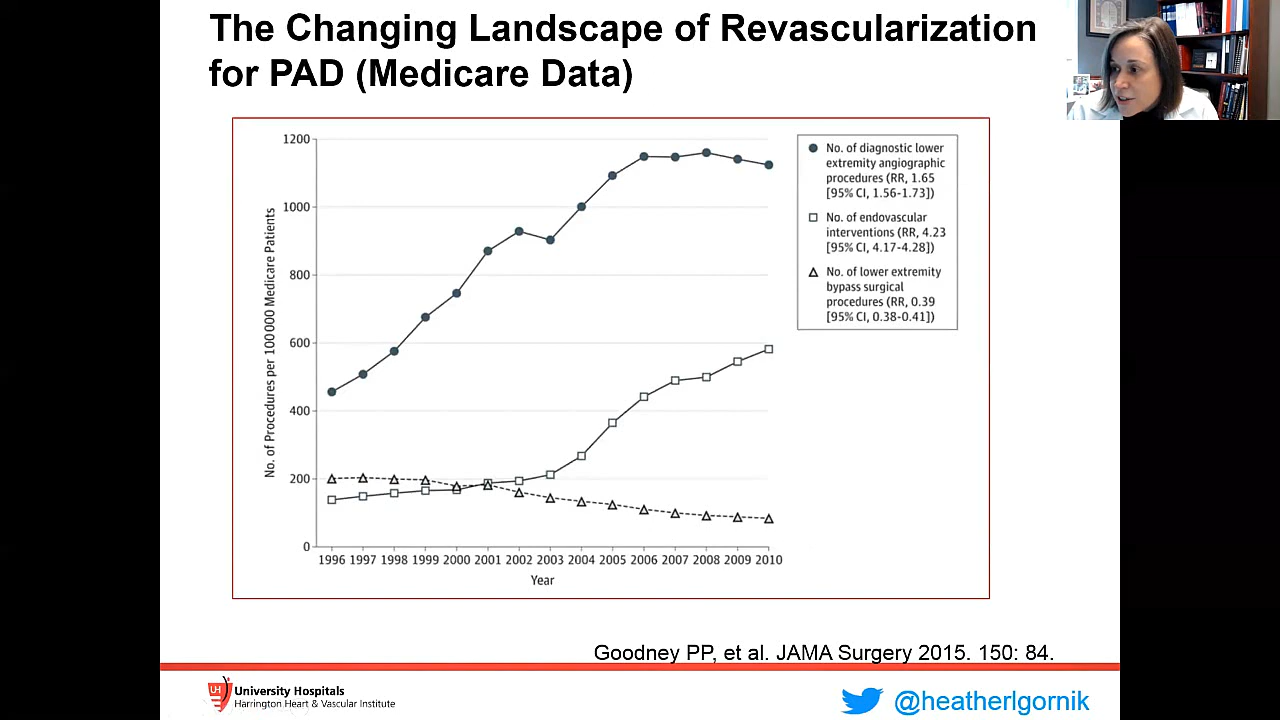 The Changing Landscape of Revascularization
for PAD (Medicare Data)
1200
1000
800
600
400
200
0
No. of Procedures per 100 000 Medicare Patients
1996 1997 1998 1999 2000 2001 2002 2003 2004 2005 2006 2007 2008 2009 2010
Year
No. of diagnostic lower
extremity angiographic
procedures (RR, 1.65
[95% CI, 1.56-1.73])
No. of endovascular
interventions (RR, 4.23
[95% CI, 4.17-4.28])
No. of lower extremity
bypass surgical
procedures (RR, 0.39
[95% CI, 0.38-0.41])
Goodney PP, et al. JAMA Surgery 2015. 150: 84.
UH
University Hospitals
Harrington Heart & Vascular Institute
@heatherlgornik